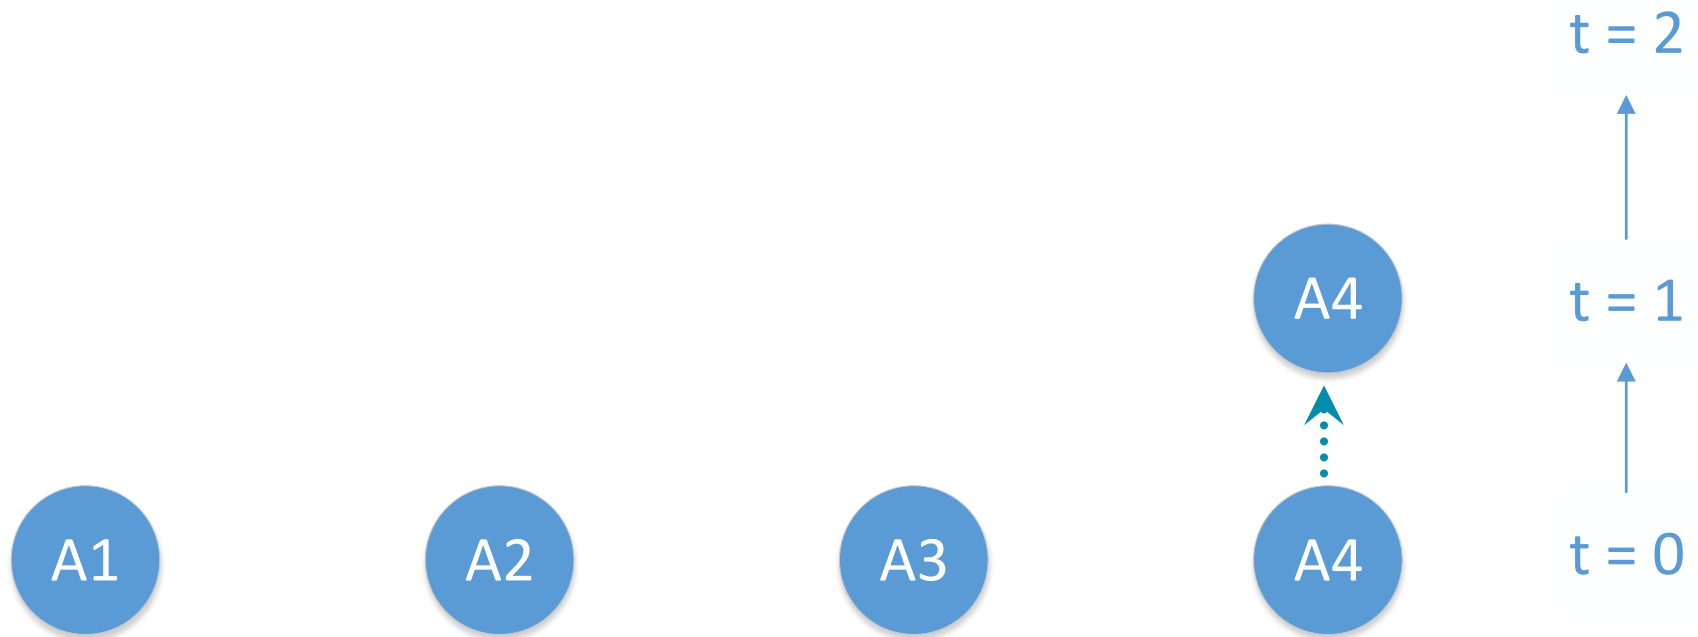 t = 2
A4
t = 1
A1
A2
A3
A4
t = 0